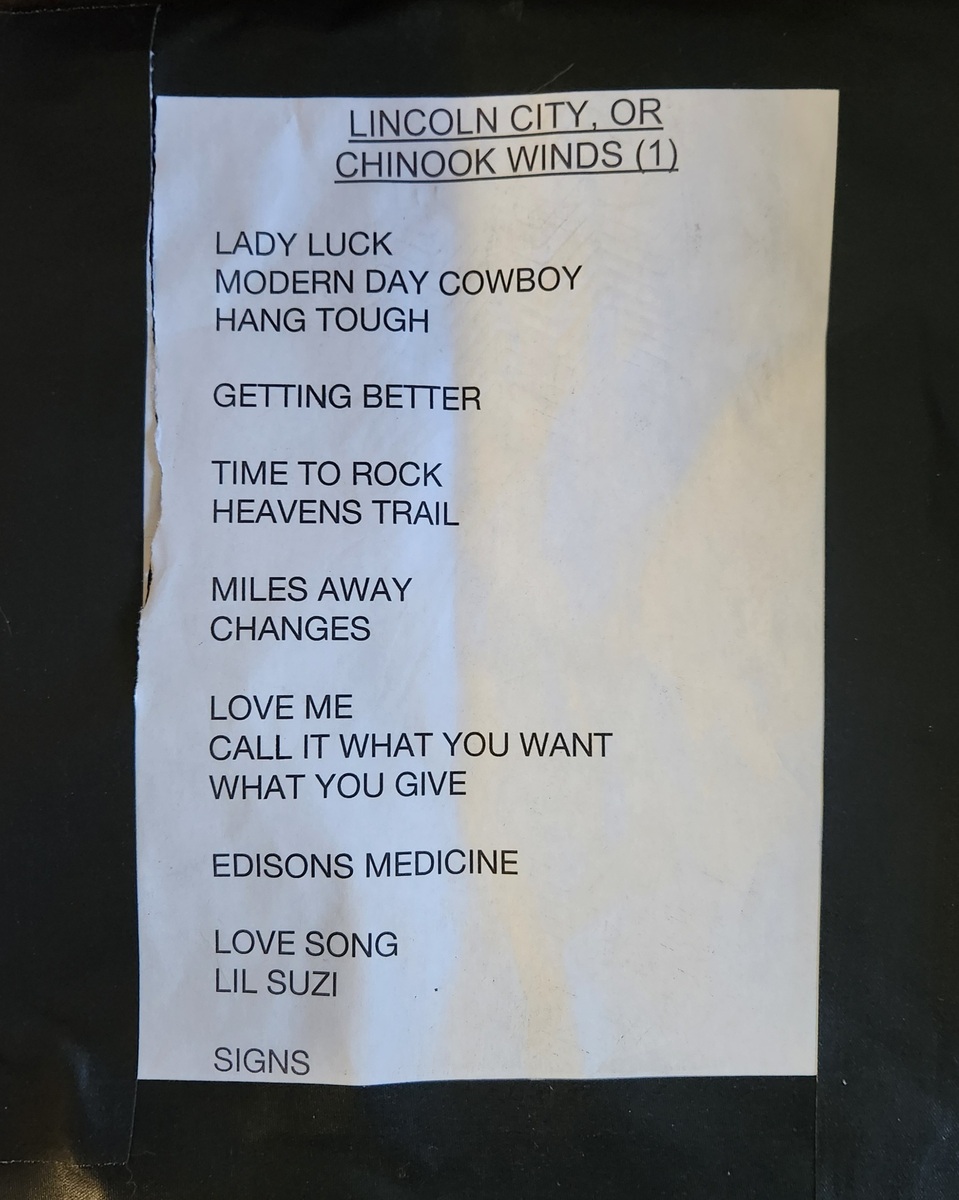 LINCOLN CITY, OR
CHINOOK WINDS (1)
LADY LUCK
MODERN DAY COWBOY
HANG TOUGH
GETTING BETTER
TIME TO ROCK
HEAVENS TRAIL
MILES AWAY
CHANGES
LOVE ME
CALL IT WHAT YOU WANT
WHAT YOU GIVE
EDISONS MEDICINE
LOVE SONG
LIL SUZI
SIGNS